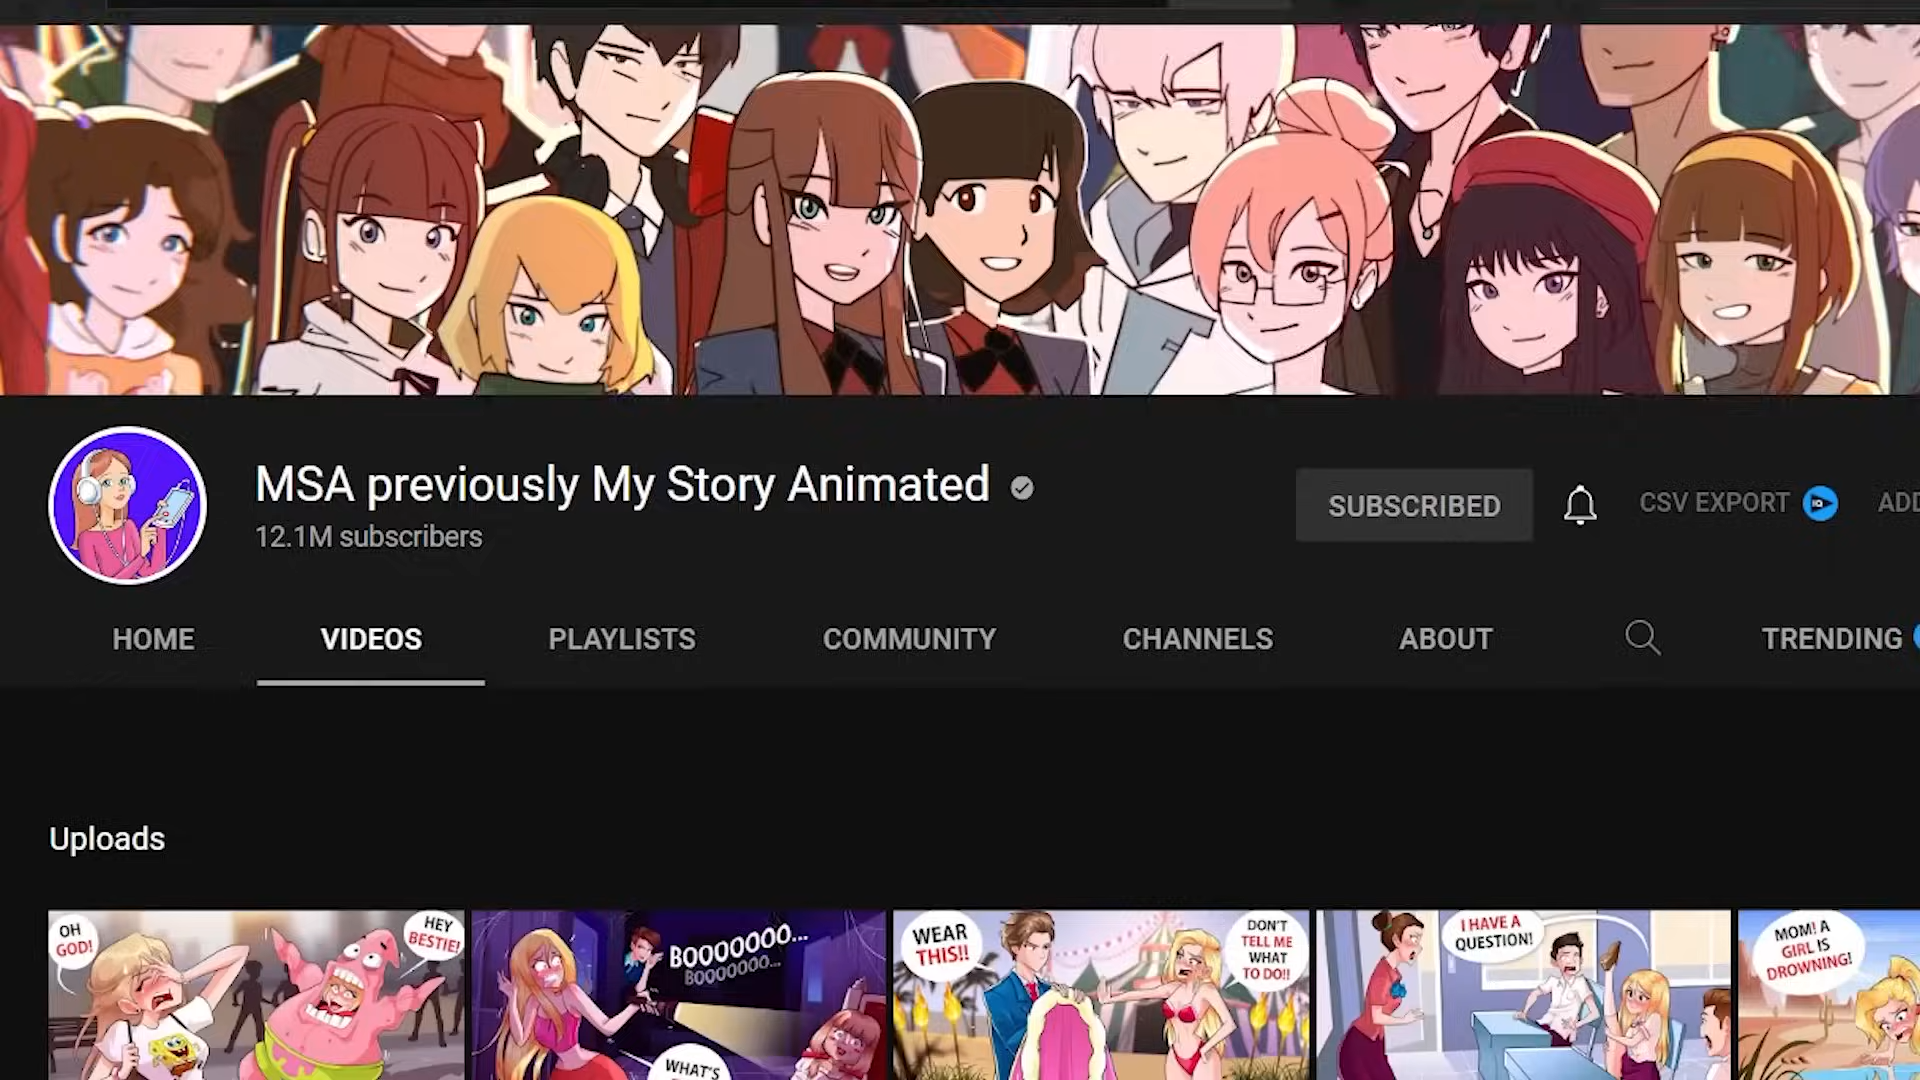 MSA previously My Story Animated
12.1M subscribers
SUBSCRIBED
CSV EXPORT
HOME
VIDEOS
PLAYLISTS
COMMUNITY
CHANNELS
ABOUT
TRENDING
Uploads
OH
GOD!
HEY
BESTIE!
BOOOOOOO...
BOOOOOOO...
WHAT'S
WEAR
THIS!!
DON'T
TELL ME
WHAT
TO DO!!
I HAVE A
QUESTION!
MOM! A
GIRL IS
DROWNING!